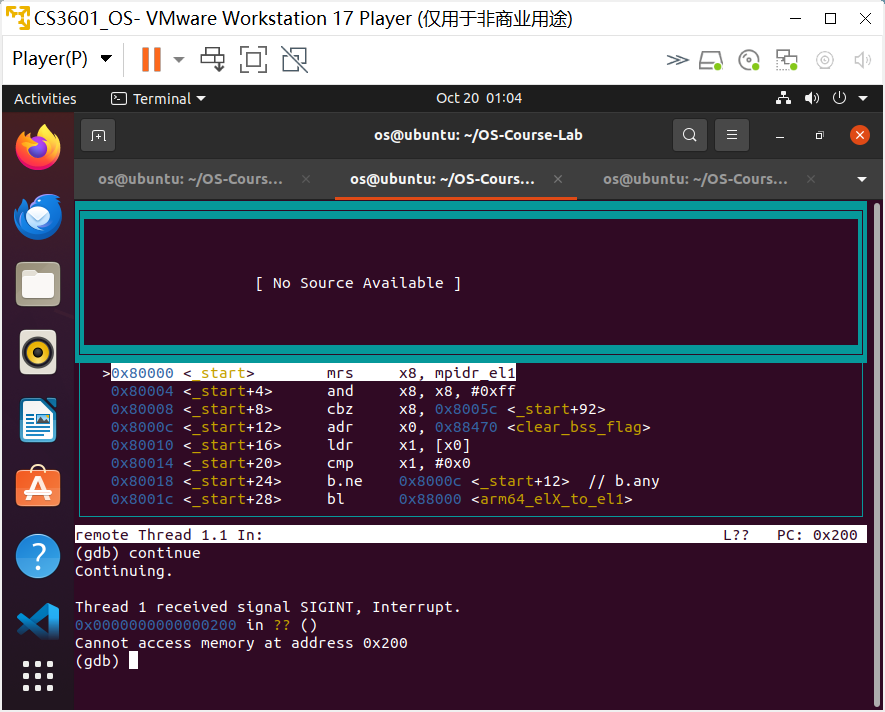 CS3601_OS- VMware Workstation 17 Player (仅用于非商业用途)
Player(P)
Activities Terminal Oct 20 01:04
os@ubuntu: ~/OS-Course-Lab
os@ubuntu: ~/OS-Cours... os@ubuntu: ~/OS-Cours... os@ubuntu: ~/OS-Cours...
[ No Source Available ]
>0x80000 <_start> mrs x8, mpidr_el1
0x80004 <_start+4> and x8, x8, #0xff
0x80008 <_start+8> cbz x8, 0x8005c <_start+92>
0x8000c <_start+12> adr x0, 0x88470 <clear_bss_flag>
0x80010 <_start+16> ldr x1, [x0]
0x80014 <_start+20> cmp x1, #0x0
0x80018 <_start+24> b.ne 0x8000c <_start+12> // b.any
0x8001c <_start+28> bl 0x88000 <arm64_elX_to_el1>
remote Thread 1.1 In: L?? PC: 0x200
(gdb) continue
Continuing.
Thread 1 received signal SIGINT, Interrupt.
0x0000000000000200 in ?? ()
Cannot access memory at address 0x200
(gdb)